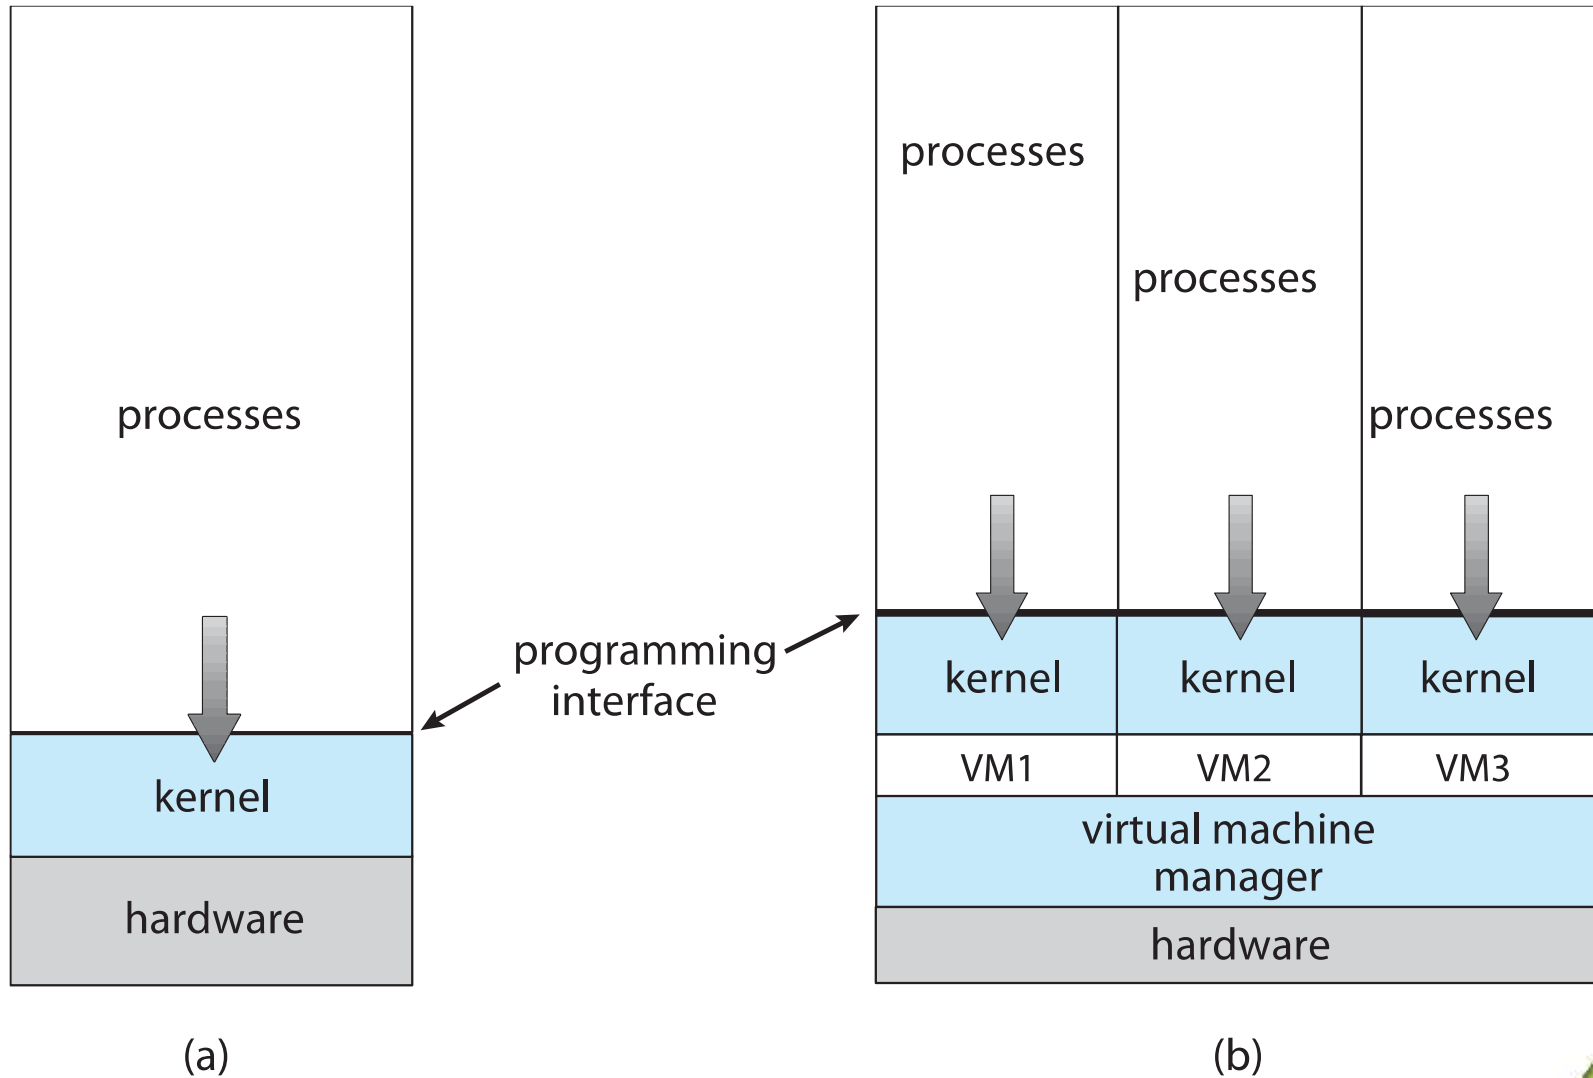 processes
kernel
hardware
(a)
programming
interface
processes
processes
processes
kernel
kernel
kernel
VM1
VM2
VM3
virtual machine
manager
hardware
(b)